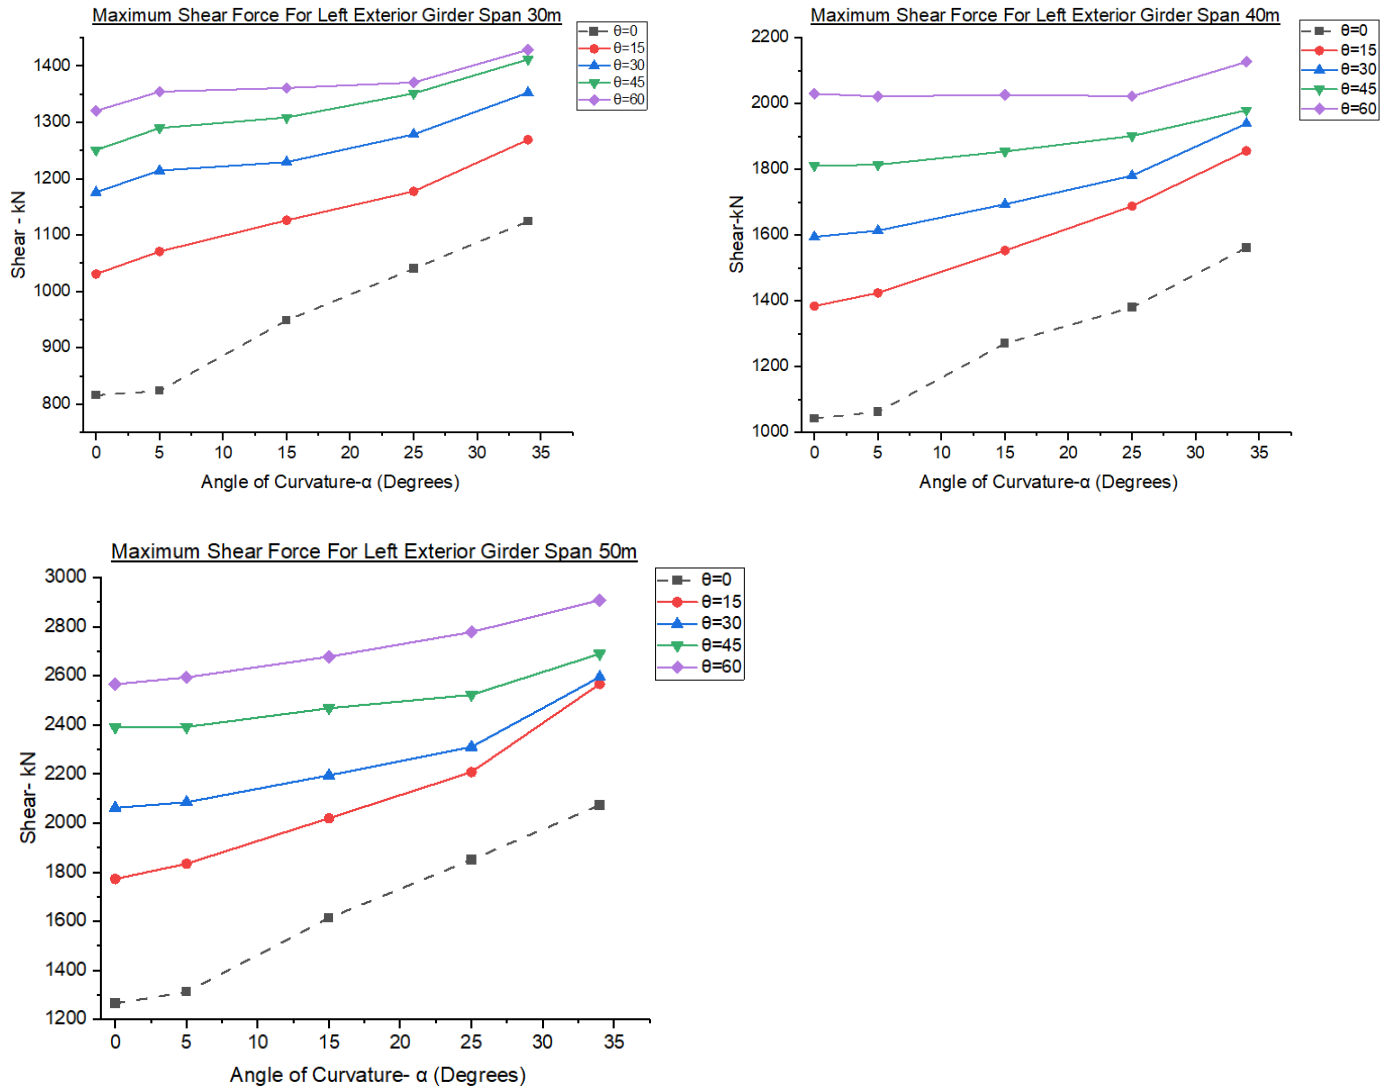 Maximum Shear Force For Left Exterior Girder Span 30m
θ=0
θ=15
θ=30
θ=45
θ=60
1400
1300
1200
1100
1000
900
800
Shear - kN
0 5 10 15 20 25 30 35
Angle of Curvature-α (Degrees)
Maximum Shear Force For Left Exterior Girder Span 40m
θ=0
θ=15
θ=30
θ=45
θ=60
2200
2000
1800
1600
1400
1200
1000
Shear-kN
0 5 10 15 20 25 30 35
Angle of Curvature-α (Degrees)
Maximum Shear Force For Left Exterior Girder Span 50m
θ=0
θ=15
θ=30
θ=45
θ=60
3000
2800
2600
2400
2200
2000
1800
1600
1400
1200
Shear- kN
0 5 10 15 20 25 30 35
Angle of Curvature- α (Degrees)